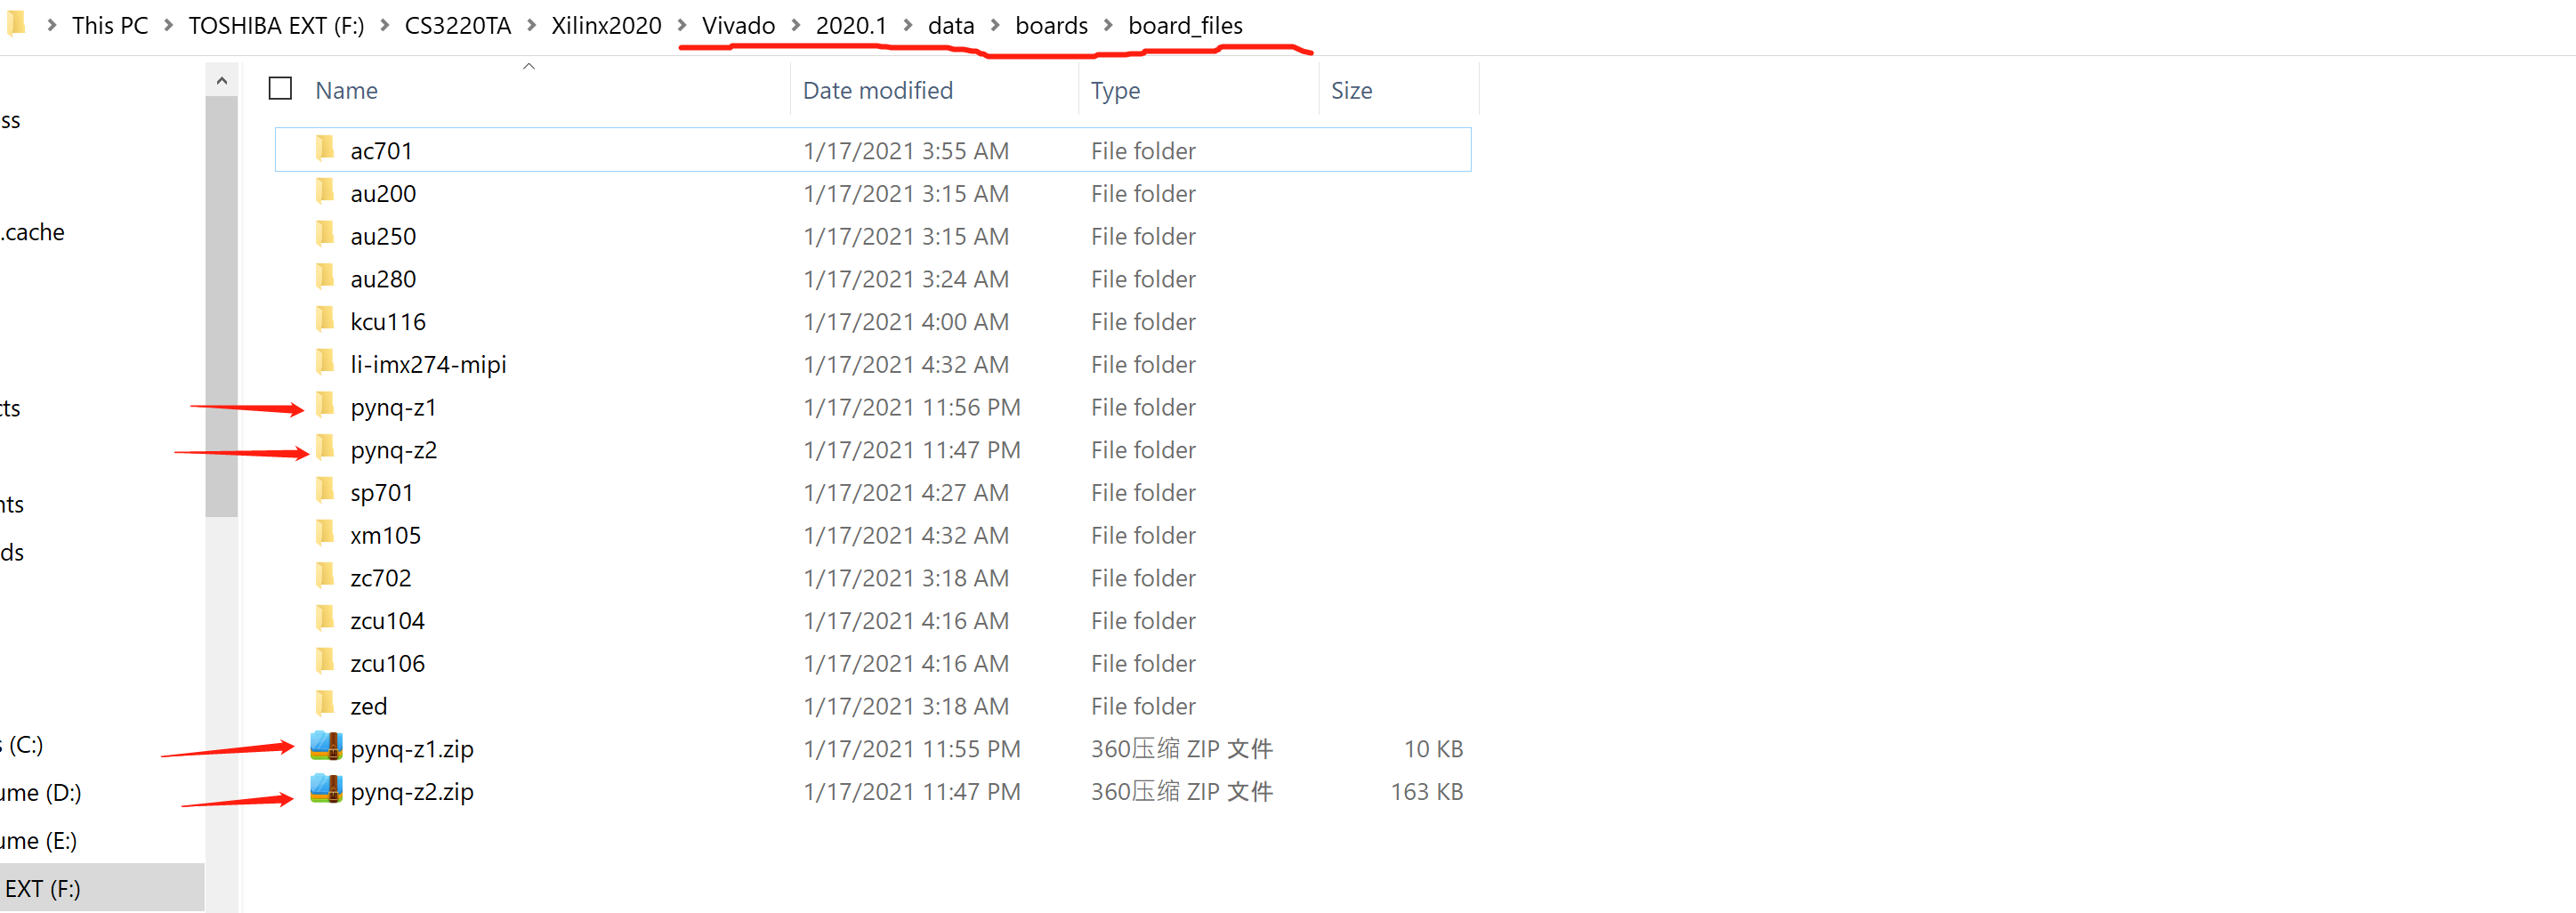 This PC > TOSHIBA EXT (F:) > CS3220TA > Xilinx2020 > Vivado > 2020.1 > data > boards > board_files
Name Date modified Type Size
ac701 1/17/2021 3:55 AM File folder
au200 1/17/2021 3:15 AM File folder
au250 1/17/2021 3:15 AM File folder
au280 1/17/2021 3:24 AM File folder
kcu116 1/17/2021 4:00 AM File folder
li-imx274-mipi 1/17/2021 4:32 AM File folder
pynq-z1 1/17/2021 11:56 PM File folder
pynq-z2 1/17/2021 11:47 PM File folder
sp701 1/17/2021 4:27 AM File folder
xm105 1/17/2021 4:32 AM File folder
zc702 1/17/2021 3:18 AM File folder
zcu104 1/17/2021 4:16 AM File folder
zcu106 1/17/2021 4:16 AM File folder
zed 1/17/2021 3:18 AM File folder
pynq-z1.zip 1/17/2021 11:55 PM 360压缩 ZIP 文件 10 KB
pynq-z2.zip 1/17/2021 11:47 PM 360压缩 ZIP 文件 163 KB
ss
.cache
cts
nts
ds
s (C:)
ume (D:)
ume (E:)
EXT (F:)